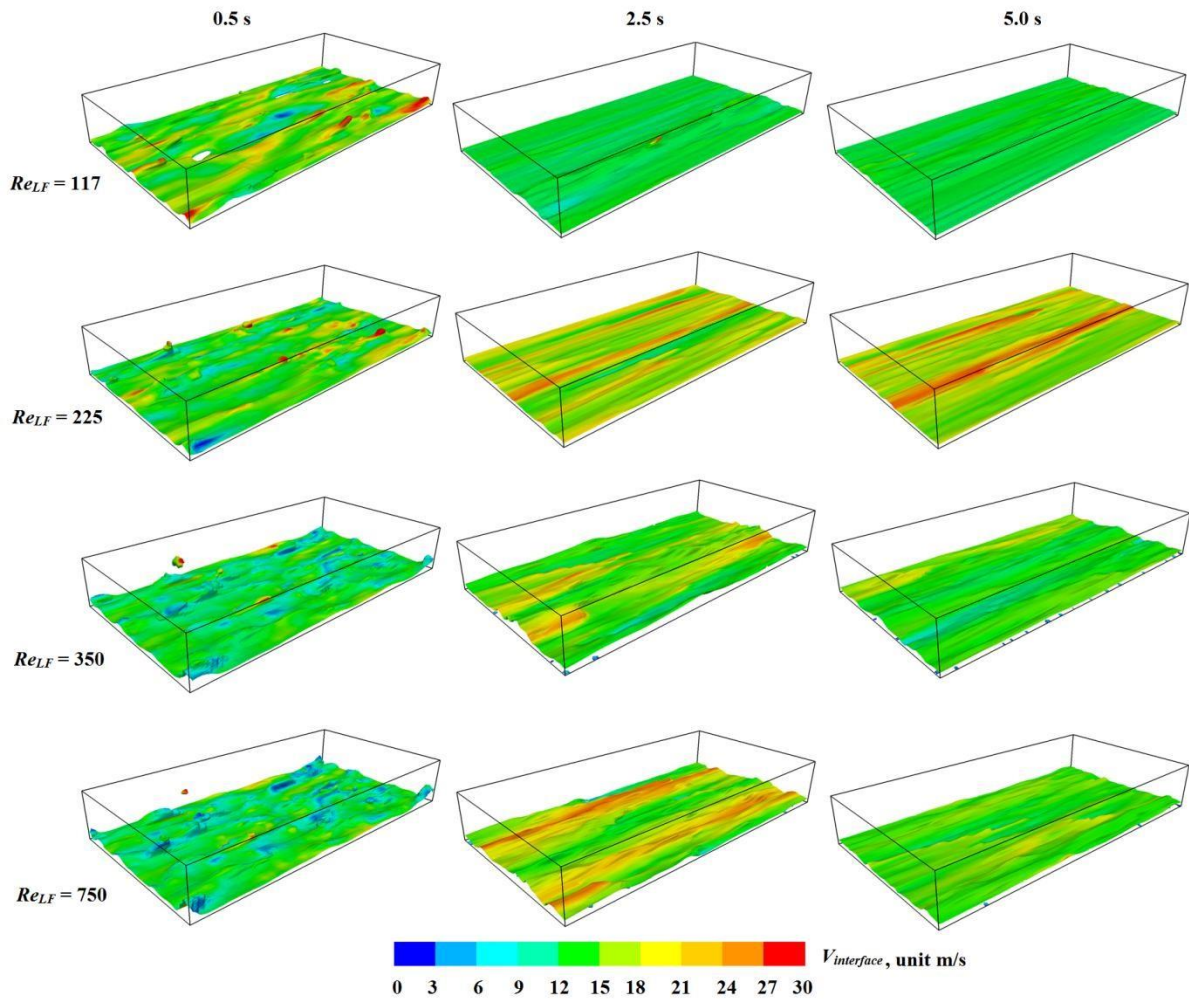 0.5 s 2.5 s 5.0 s
Re_LF = 117
Re_LF = 225
Re_LF = 350
Re_LF = 750
V_interface, unit m/s
0 3 6 9 12 15 18 21 24 27 30